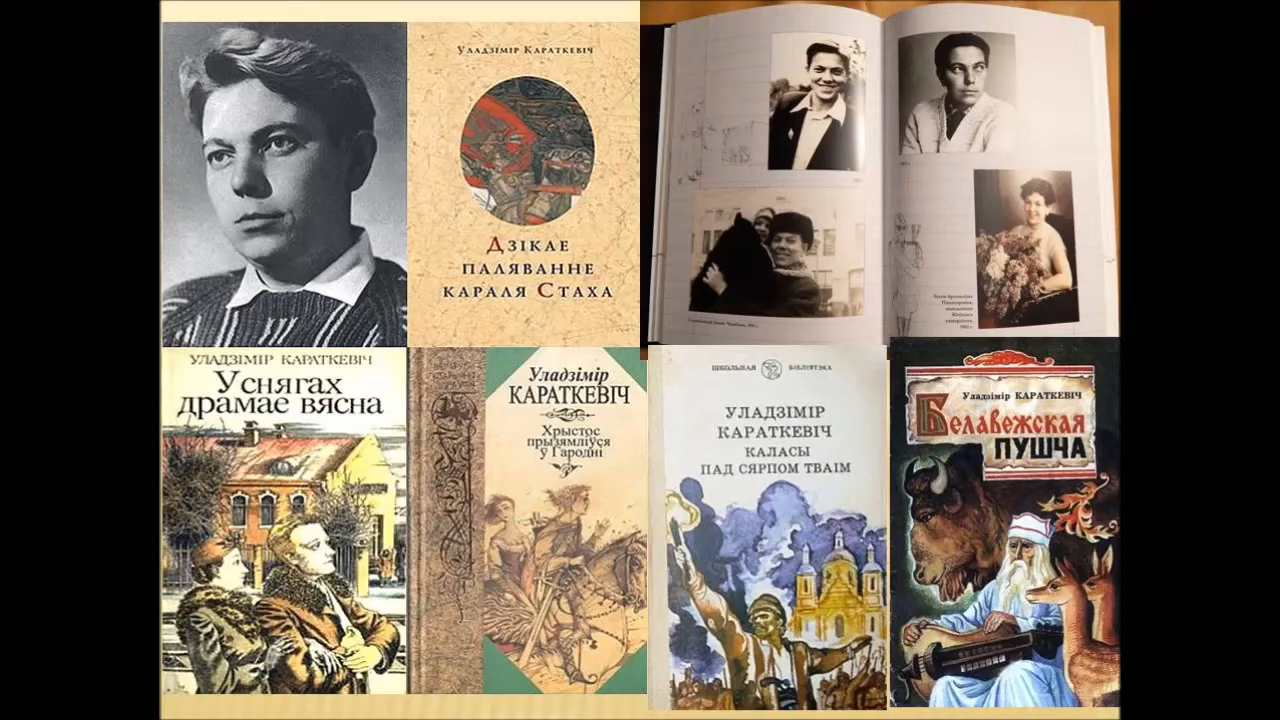 Уладзімір Караткевіч
Дзікае
паляванне
караля Стаха
УЛАДЗІМІР КАРАТКЕВІЧ
У снягах
драмае вясна
Уладзімір
КАРАТКЕВІЧ
Хрыстос
прызямліўся
ў Гародні
ШКОЛЬНАЯ БІБЛІЯТЭКА
УЛАДЗІМІР
КАРАТКЕВІЧ
КАЛАСЫ
ПАД СЯРПОМ ТВАІМ
Уладзімір КАРАТКЕВІЧ
Белавежская
ПУШЧА